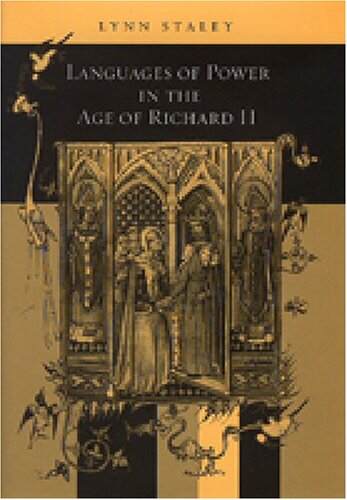 LYNN STALEY
LANGUAGES OF POWER
IN THE
AGE OF RICHARD II